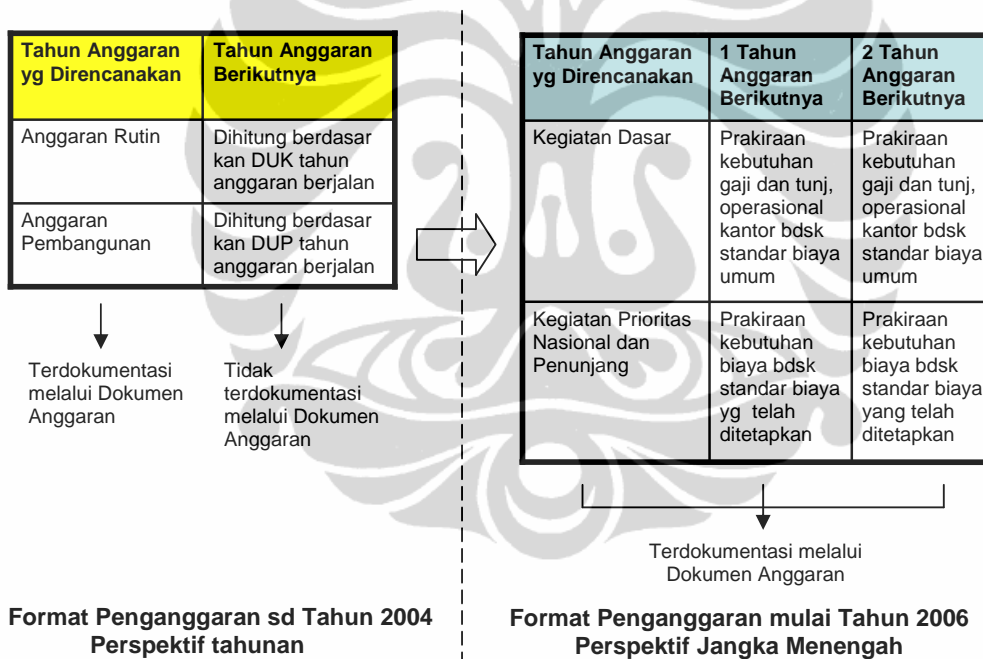 Tahun Anggaran
yg Direncanakan
Tahun Anggaran
Berikutnya
Anggaran Rutin
Dihitung berdasar
kan DUK tahun
anggaran berjalan
Anggaran
Pembangunan
Dihitung berdasar
kan DUP tahun
anggaran berjalan
Terdokumentasi
melalui Dokumen
Anggaran
Tidak
terdokumentasi
melalui Dokumen
Anggaran
Format Penganggaran sd Tahun 2004
Perspektif tahunan
Tahun Anggaran
yg Direncanakan
1 Tahun
Anggaran
Berikutnya
2 Tahun
Anggaran
Berikutnya
Kegiatan Dasar
Prakiraan
kebutuhan
gaji dan tunj,
operasional
kantor bdsk
standar biaya
umum
Prakiraan
kebutuhan
gaji dan tunj,
operasional
kantor bdsk
standar biaya
umum
Kegiatan Prioritas
Nasional dan
Penunjang
Prakiraan
kebutuhan
biaya bdsk
standar biaya
yg telah
ditetapkan
Prakiraan
kebutuhan
biaya bdsk
standar biaya
yang telah
ditetapkan
Terdokumentasi melalui
Dokumen Anggaran
Format Penganggaran mulai Tahun 2006
Perspektif Jangka Menengah